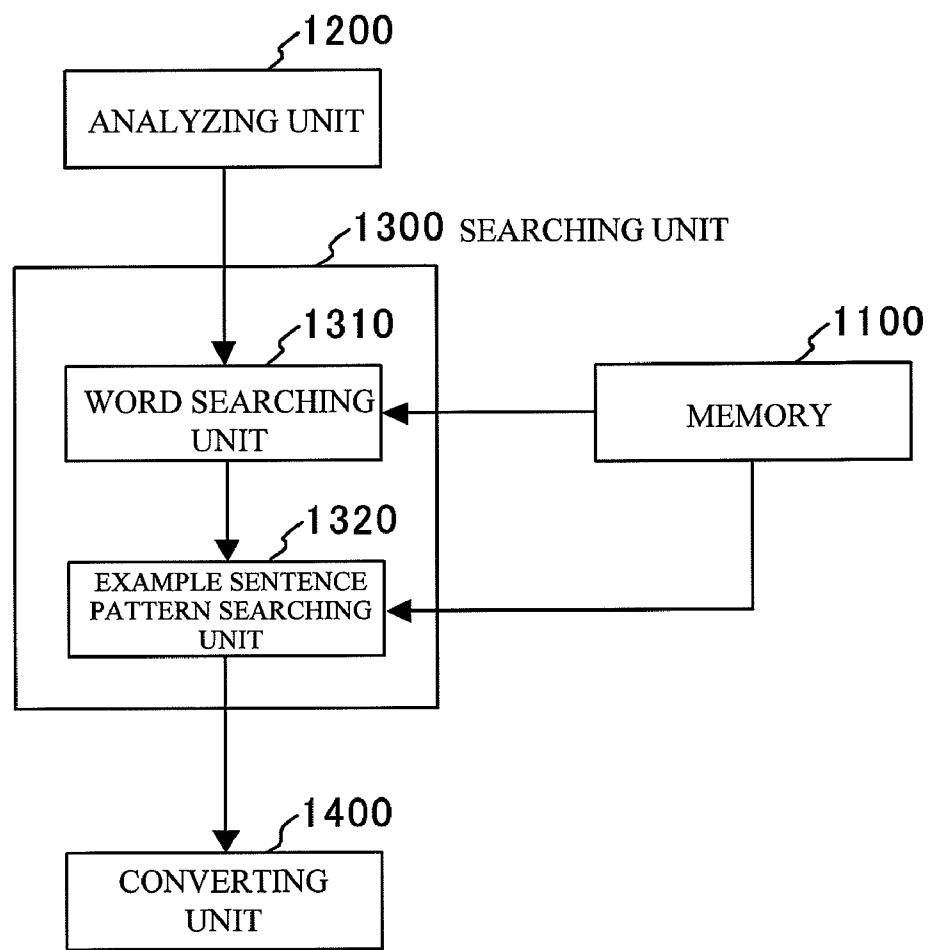 1200
ANALYZING UNIT
1300 SEARCHING UNIT
1310
WORD SEARCHING
UNIT
1100
MEMORY
1320
EXAMPLE SENTENCE
PATTERN SEARCHING
UNIT
1400
CONVERTING
UNIT